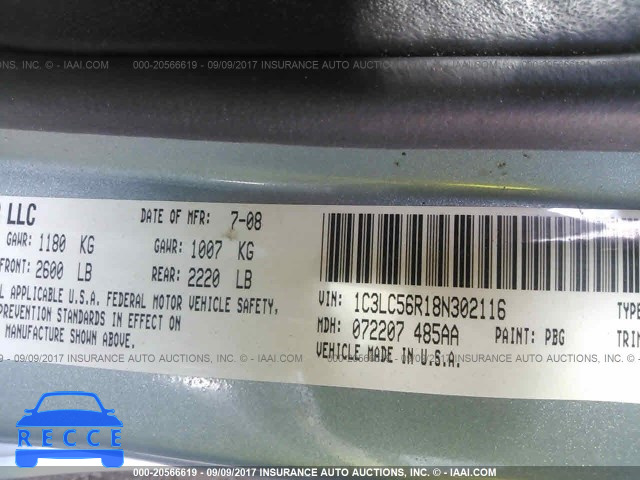 000-20566619 - 09/09/2017 INSURANCE AUTO AUCTIONS, INC. - IAAI.COM
LLC
DATE OF MFR: 7-08
GAWR: 1180 KG GAWR: 1007 KG
FRONT: 2600 LB REAR: 2220 LB
APPLICABLE U.S.A. FEDERAL MOTOR VEHICLE SAFETY,
PREVENTION STANDARDS IN EFFECT ON
MANUFACTURE SHOWN ABOVE.
VIN: 1C3LC56R18N302116 TYPE
MDH: 072207 485AA PAINT: PBG TRIM
VEHICLE MADE IN U.S.A.
RECCE
000-20566619 - 09/09/2017 INSURANCE AUTO AUCTIONS, INC. - IAAI.COM